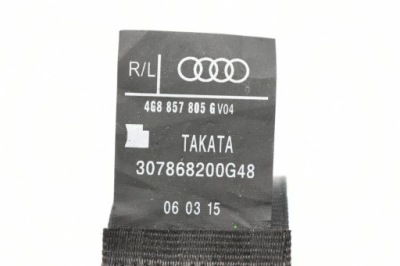 R/L
4G8 857 805 G V04
TAKATA
307868200G48
06 03 15